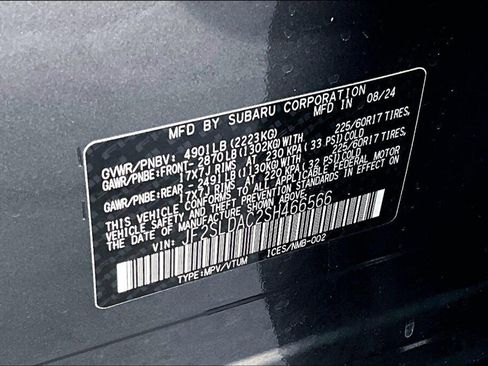 MFD BY SUBARU CORPORATION
MFD IN 08/24
GVWR/PNBV: 4901LB(2223KG)
GAWR/PNBE:FRONT- 2870LB(1302KG) WITH 225/60R17 TIRES,
17X7J RIMS AT 230 KPA(33 PSI)COLD
GAWR/PNBE:REAR - 2491LB(1130KG) WITH 225/60R17 TIRES,
17X7J RIMS AT 220 KPA(32 PSI)COLD
THIS VEHICLE CONFORMS TO ALL APPLICABLE FEDERAL MOTOR
VEHICLE SAFETY AND THEFT PREVENTION STANDARDS IN EFFECT
ON THE DATE OF MANUFACTURE SHOWN ABOVE.
VIN: JF2SLDAC2SH466566
TYPE:MPV/VTUM ICES/NMB-002